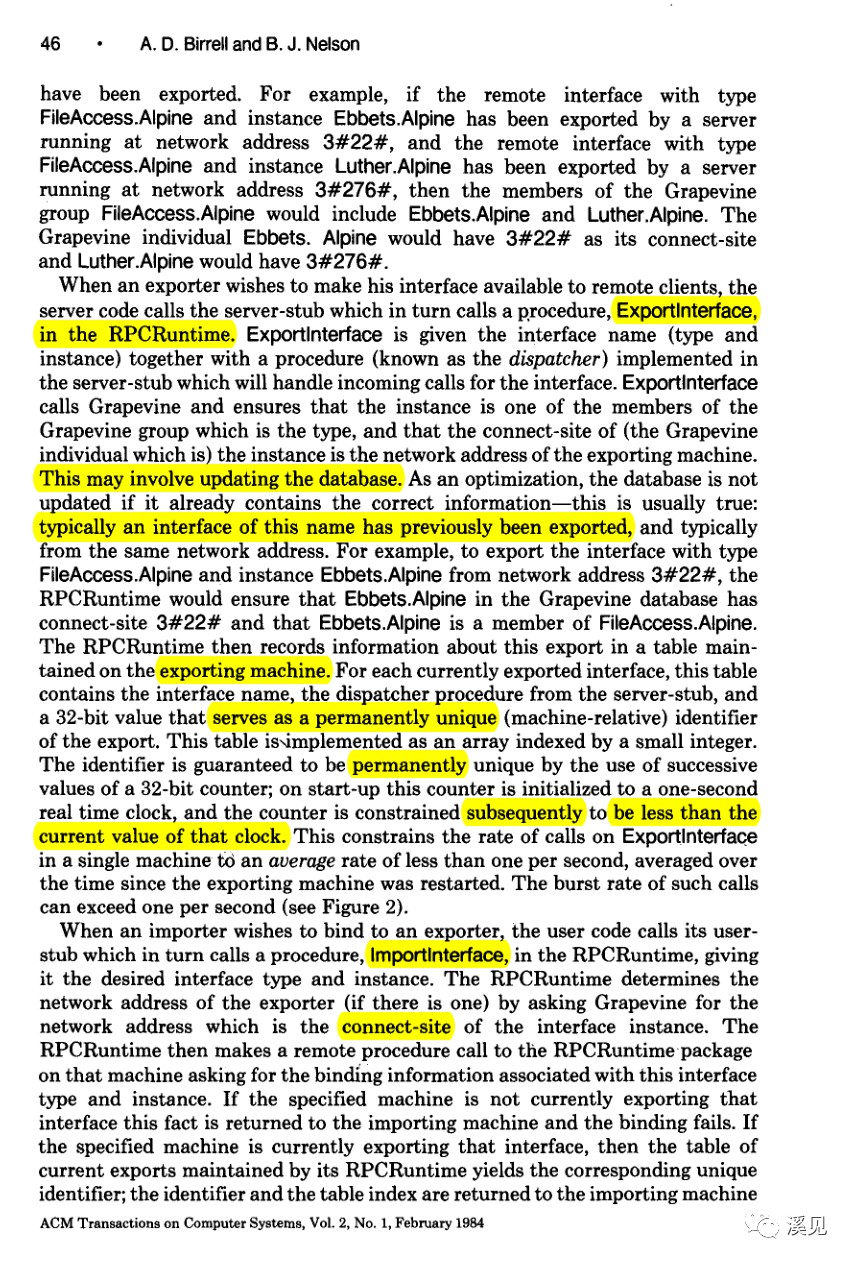 46 • A. D. Birrell and B. J. Nelson
have been exported. For example, if the remote interface with type
FileAccess.Alpine and instance Ebbets.Alpine has been exported by a server
running at network address 3#22#, and the remote interface with type
FileAccess.Alpine and instance Luther.Alpine has been exported by a server
running at network address 3#276#, then the members of the Grapevine
group FileAccess.Alpine would include Ebbets.Alpine and Luther.Alpine. The
Grapevine individual Ebbets. Alpine would have 3#22# as its connect-site
and Luther.Alpine would have 3#276#.
When an exporter wishes to make his interface available to remote clients, the
server code calls the server-stub which in turn calls a procedure, ExportInterface,
in the RPCRuntime. ExportInterface is given the interface name (type and
instance) together with a procedure (known as the dispatcher) implemented in
the server-stub which will handle incoming calls for the interface. ExportInterface
calls Grapevine and ensures that the instance is one of the members of the
Grapevine group which is the type, and that the connect-site of (the Grapevine
individual which is) the instance is the network address of the exporting machine.
This may involve updating the database. As an optimization, the database is not
updated if it already contains the correct information—this is usually true:
typically an interface of this name has previously been exported, and typically
from the same network address. For example, to export the interface with type
FileAccess.Alpine and instance Ebbets.Alpine from network address 3#22#, the
RPCRuntime would ensure that Ebbets.Alpine in the Grapevine database has
connect-site 3#22# and that Ebbets.Alpine is a member of FileAccess.Alpine.
The RPCRuntime then records information about this export in a table main-
tained on the exporting machine. For each currently exported interface, this table
contains the interface name, the dispatcher procedure from the server-stub, and
a 32-bit value that serves as a permanently unique (machine-relative) identifier
of the export. This table is implemented as an array indexed by a small integer.
The identifier is guaranteed to be permanently unique by the use of successive
values of a 32-bit counter; on start-up this counter is initialized to a one-second
real time clock, and the counter is constrained subsequently to be less than the
current value of that clock. This constrains the rate of calls on ExportInterface
in a single machine to an average rate of less than one per second, averaged over
the time since the exporting machine was restarted. The burst rate of such calls
can exceed one per second (see Figure 2).
When an importer wishes to bind to an exporter, the user code calls its user-
stub which in turn calls a procedure, ImportInterface, in the RPCRuntime, giving
it the desired interface type and instance. The RPCRuntime determines the
network address of the exporter (if there is one) by asking Grapevine for the
network address which is the connect-site of the interface instance. The
RPCRuntime then makes a remote procedure call to the RPCRuntime package
on that machine asking for the binding information associated with this interface
type and instance. If the specified machine is not currently exporting that
interface this fact is returned to the importing machine and the binding fails. If
the specified machine is currently exporting that interface, then the table of
current exports maintained by its RPCRuntime yields the corresponding unique
identifier; the identifier and the table index are returned to the importing machine
ACM Transactions on Computer Systems, Vol. 2, No. 1, February 1984
溪见